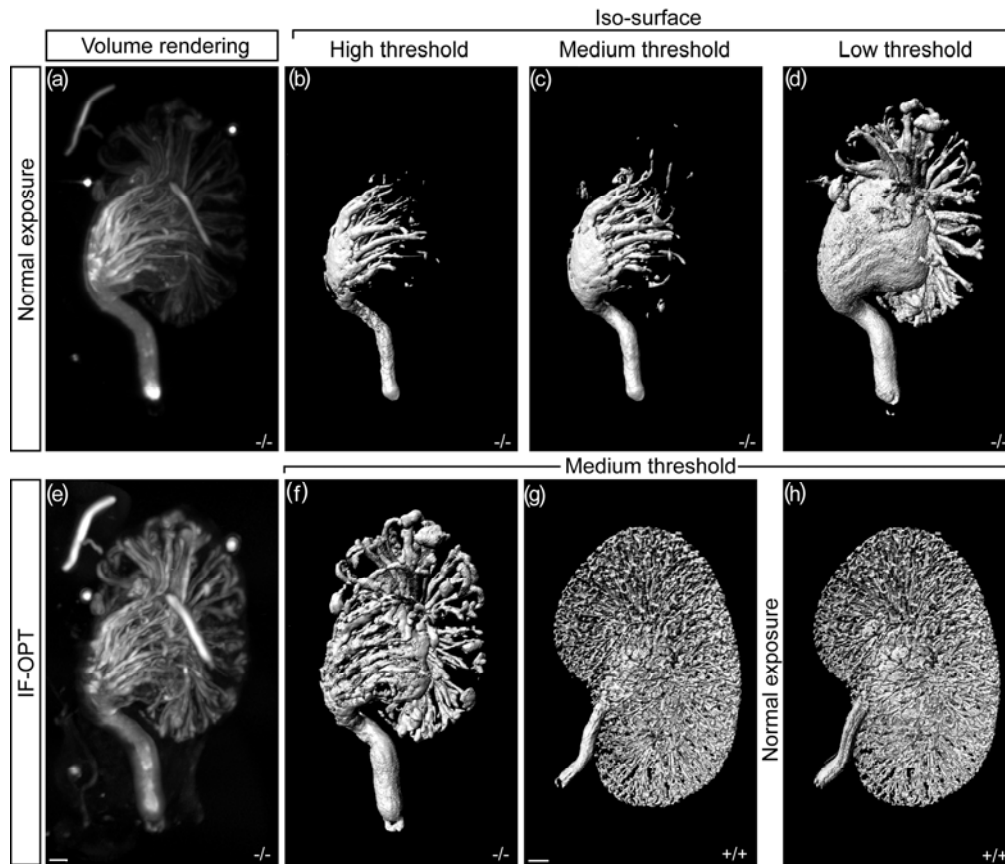 Iso-surface
Volume rendering
High threshold
Medium threshold
Low threshold
Normal exposure
(a)
(b)
(c)
(d)
-/-
-/-
-/-
-/-
Medium threshold
IF-OPT
(e)
(f)
(g)
Normal exposure
(h)
-/-
-/-
+/+
+/+